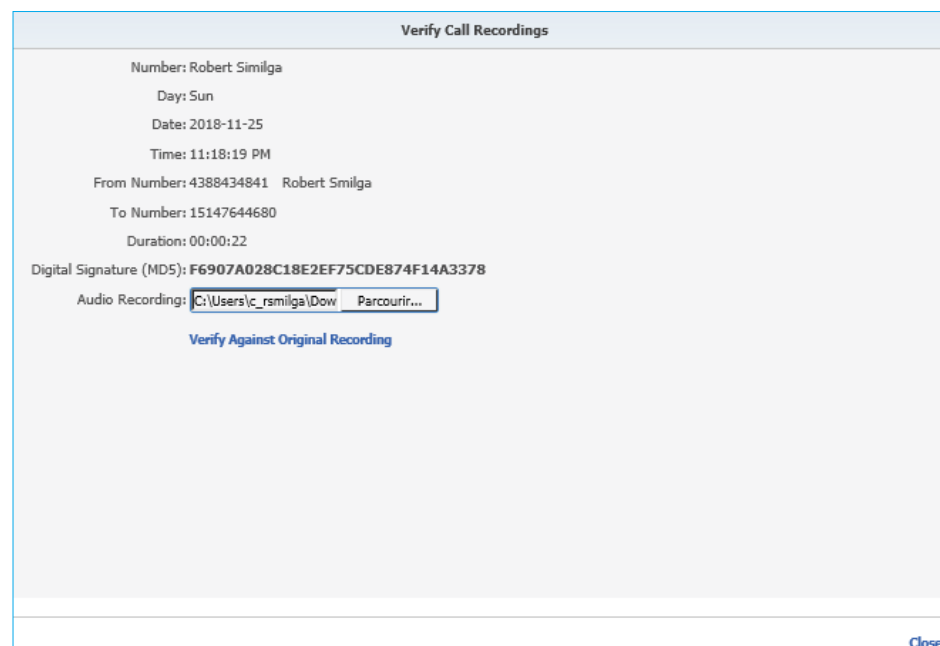 Verify Call Recordings
Number: Robert Similga
Day: Sun
Date: 2018-11-25
Time: 11:18:19 PM
From Number: 4388434841 Robert Smilga
To Number: 15147644680
Duration: 00:00:22
Digital Signature (MD5): F6907A028C18E2EF75CDE874F14A3378
Audio Recording: C:\Users\c_rsmilga\Dow Parcourir...
Verify Against Original Recording
Close